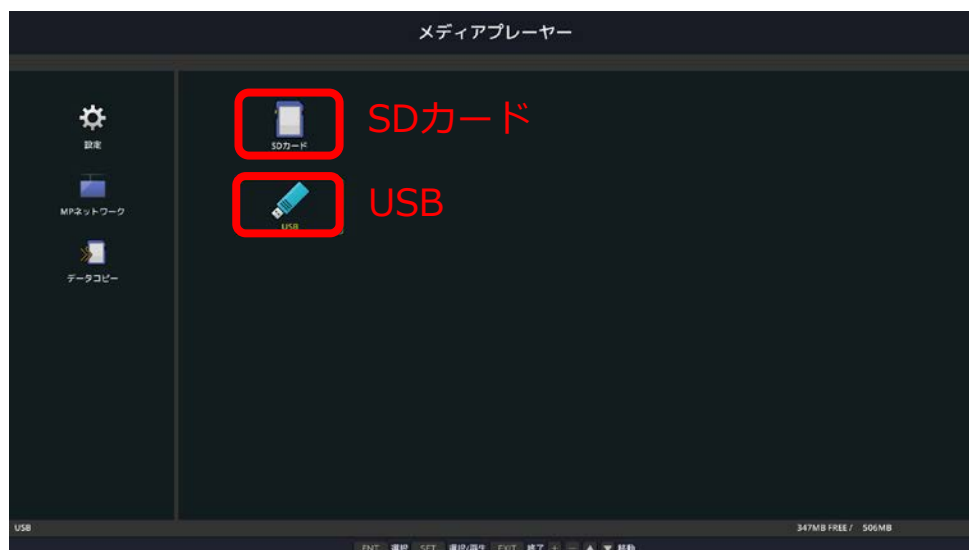 メディアプレーヤー
設定
MPネットワーク
データコピー
SDカード
SDカード
USB
USB
USB
347MB FREE / 506MB
ENT 選択 SET 選択/再生 EXIT 終了 + - ▲ ▼ 移動